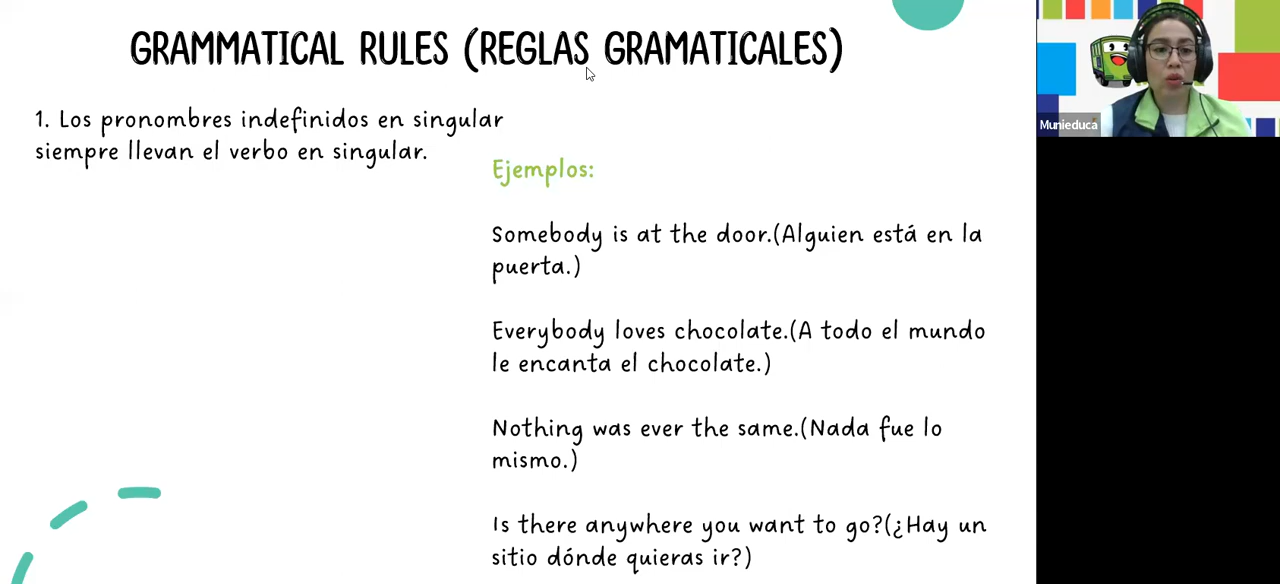 GRAMMATICAL RULES (REGLAS GRAMATICALES)
1. Los pronombres indefinidos en singular
siempre llevan el verbo en singular.
Ejemplos:
Somebody is at the door.(Alguien está en la
puerta.)
Everybody loves chocolate.(A todo el mundo
le encanta el chocolate.)
Nothing was ever the same.(Nada fue lo
mismo.)
Is there anywhere you want to go?(¿Hay un
sitio dónde quieras ir?)
Munieduca